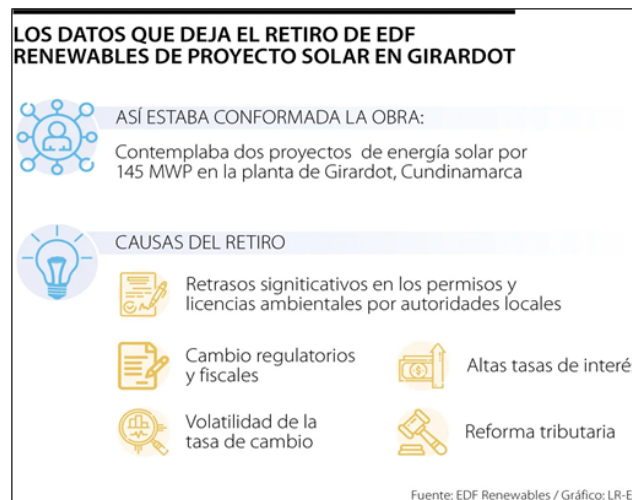 LOS DATOS QUE DEJA EL RETIRO DE EDF
RENEWABLES DE PROYECTO SOLAR EN GIRARDOT
ASÍ ESTABA CONFORMADA LA OBRA:
Contemplaba dos proyectos de energía solar por
145 MWP en la planta de Girardot, Cundinamarca
CAUSAS DEL RETIRO
Retrasos signiticativos en los permisos y
licencias ambientales por autoridades locales
Cambio regulatorios
y fiscales
Altas tasas de interés
Volatilidad de la
tasa de cambio
Reforma tributaria
Fuente: EDF Renewables / Gráfico: LR-E